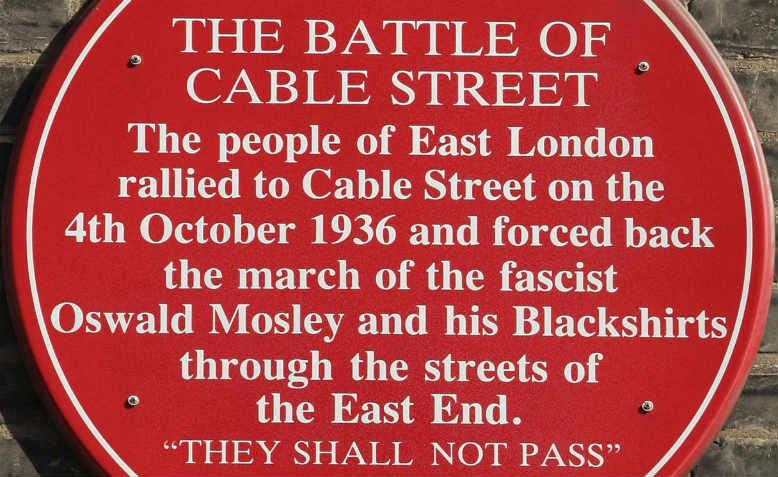 THE BATTLE OF
CABLE STREET
The people of East London
rallied to Cable Street on the
4th October 1936 and forced back
the march of the fascist
Oswald Mosley and his Blackshirts
through the streets of
the East End.
“THEY SHALL NOT PASS”